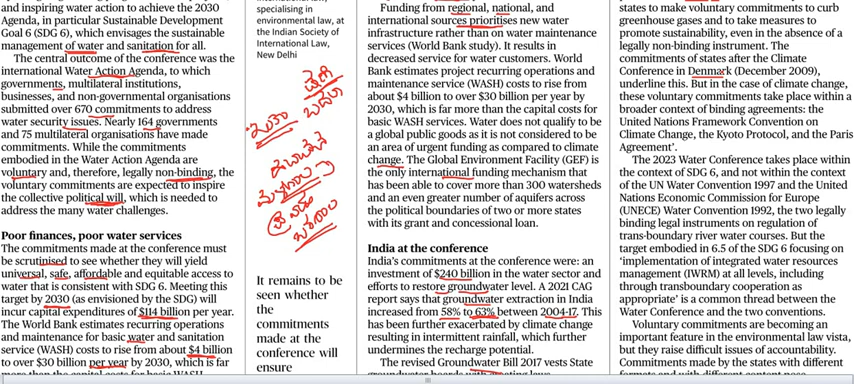 and inspiring water action to achieve the 2030
Agenda, in particular Sustainable Development
Goal 6 (SDG 6), which envisages the sustainable
management of water and sanitation for all.
The central outcome of the conference was the
international Water Action Agenda, to which
governments, multilateral institutions,
businesses, and non-governmental organisations
submitted over 670 commitments to address
water security issues. Nearly 164 governments
and 75 multilateral organisations have made
commitments. While the commitments
embodied in the Water Action Agenda are
voluntary and, therefore, legally non-binding, the
voluntary commitments are expected to inspire
the collective political will, which is needed to
address the many water challenges.
Poor finances, poor water services
The commitments made at the conference must
be scrutinised to see whether they will yield
universal, safe, affordable and equitable access to
water that is consistent with SDG 6. Meeting this
target by 2030 (as envisioned by the SDG) will
incur capital expenditures of $114 billion per year.
The World Bank estimates recurring operations
and maintenance for basic water and sanitation
service (WASH) costs to rise from about $4 billion
to over $30 billion per year by 2030, which is far
more than the capital costs for basic WASH
specialising in
environmental law, at
the Indian Society of
International Law,
New Delhi
2030
It remains to be
seen whether
the
commitments
made at the
conference will
ensure
Funding from regional, national, and
international sources prioritises new water
infrastructure rather than on water maintenance
services (World Bank study). It results in
decreased service for water customers. World
Bank estimates project recurring operations and
maintenance service (WASH) costs to rise from
about $4 billion to over $30 billion per year by
2030, which is far more than the capital costs for
basic WASH services. Water does not qualify to be
a global public goods as it is not considered to be
an area of urgent funding as compared to climate
change. The Global Environment Facility (GEF) is
the only international funding mechanism that
has been able to cover more than 300 watersheds
and an even greater number of aquifers across
the political boundaries of two or more states
with its grant and concessional loan.
India's at the conference
India's commitments at the conference were: an
investment of $240 billion in the water sector and
efforts to restore groundwater level. A 2021 CAG
report says that groundwater extraction in India
increased from 58% to 63% between 2004-17. This
has been further exacerbated by climate change
resulting in intermittent rainfall, which further
undermines the recharge potential.
The revised Groundwater Bill 2017 vests State
states to make voluntary commitments to curb
greenhouse gases and to take measures to
promote sustainability, even in the absence of a
legally non-binding instrument. The
commitments of states after the Climate
Conference in Denmark (December 2009),
underline this. But in the case of climate change,
these voluntary commitments take place within a
broader context of binding agreements: the
United Nations Framework Convention on
Climate Change, the Kyoto Protocol, and the Paris
Agreement'.
The 2023 Water Conference takes place within
the context of SDG 6, and not within the context
of the UN Water Convention 1997 and the United
Nations Economic Commission for Europe
(UNECE) Water Convention 1992, the two legally
binding legal instruments on regulation of
trans-boundary river water courses. But the
target embodied in 6.5 of the SDG 6 focusing on
'implementation of integrated water resources
management (IWRM) at all levels, including
through transboundary cooperation as
appropriate' is a common thread between the
Water Conference and the two conventions.
Voluntary commitments are becoming an
important feature in the environmental law vista,
but they raise difficult issues of accountability.
Commitments made by the states with different